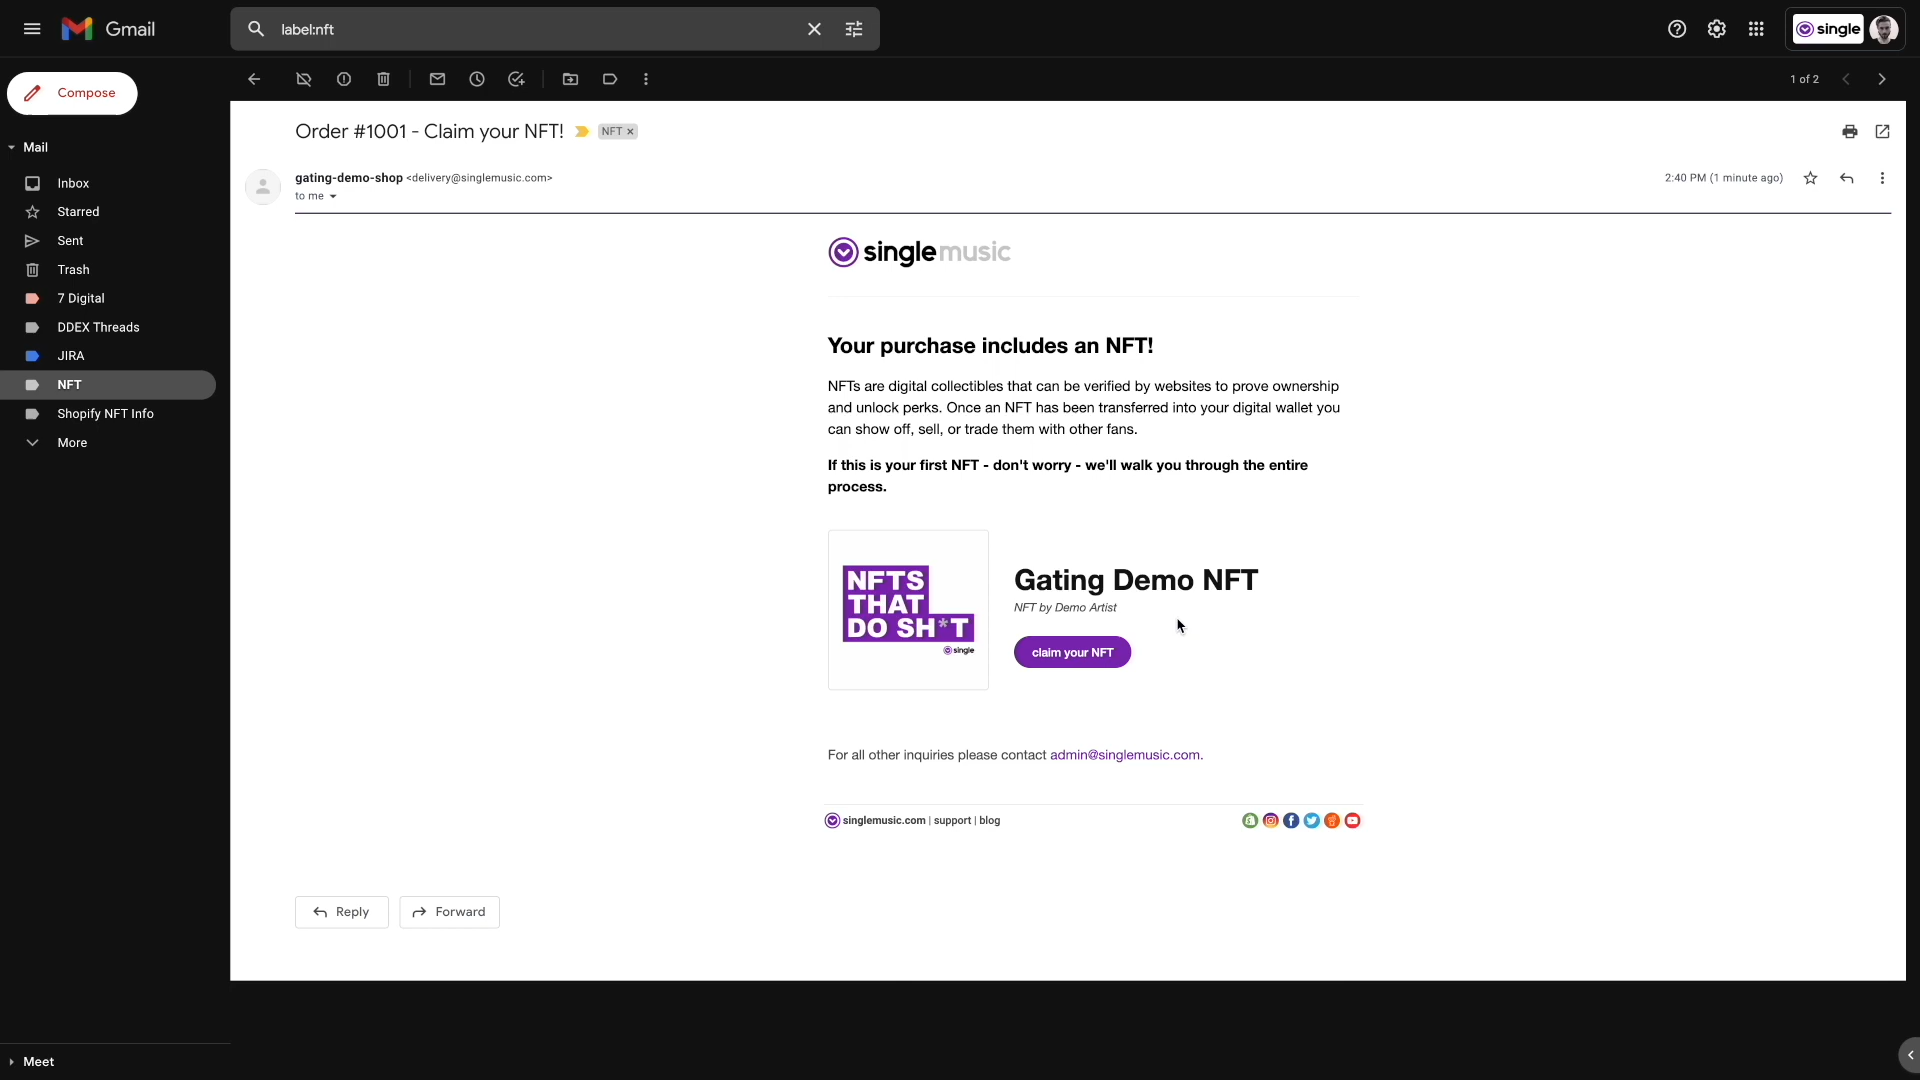 Gmail
label:nft
single
Compose
1 of 2
Mail
Inbox
Starred
Sent
Trash
7 Digital
DDEX Threads
JIRA
NFT
Shopify NFT Info
More
Meet
Order #1001 - Claim your NFT! NFT x
gating-demo-shop <delivery@singlemusic.com>
to me
2:40 PM (1 minute ago)
singlemusic
Your purchase includes an NFT!
NFTs are digital collectibles that can be verified by websites to prove ownership
and unlock perks. Once an NFT has been transferred into your digital wallet you
can show off, sell, or trade them with other fans.
If this is your first NFT - don't worry - we'll walk you through the entire
process.
NFTS
THAT
DO SH*T
single
Gating Demo NFT
NFT by Demo Artist
claim your NFT
For all other inquiries please contact admin@singlemusic.com.
singlemusic.com | support | blog
Reply
Forward